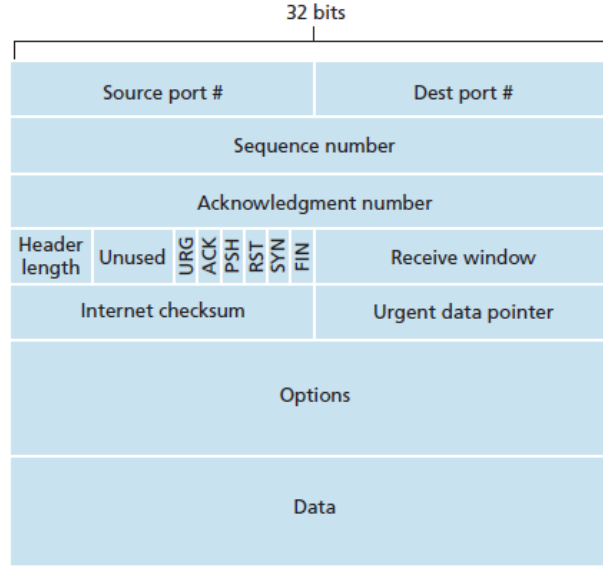 32 bits
Source port #
Dest port #
Sequence number
Acknowledgment number
Header
length
Unused
URG
ACK
PSH
RST
SYN
FIN
Receive window
Internet checksum
Urgent data pointer
Options
Data